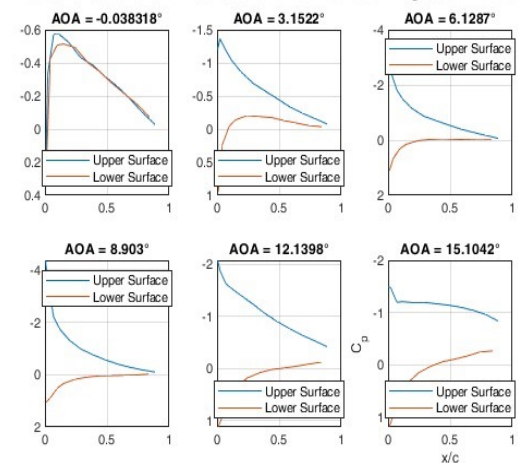 AOA = -0.038318°
-0.6
-0.4
-0.2
0
0.2
0.4
Upper Surface
Lower Surface
0 0.5 1
AOA = 3.1522°
-1.5
-1
-0.5
0
0.5
1
Upper Surface
Lower Surface
0 0.5 1
AOA = 6.1287°
-4
-2
0
2
Upper Surface
Lower Surface
0 0.5 1
AOA = 8.903°
-4
-2
0
2
Upper Surface
Lower Surface
0 0.5 1
AOA = 12.1398°
-2
-1
0
1
Upper Surface
Lower Surface
0 0.5 1
AOA = 15.1042°
-2
-1
0
1
C_p
Upper Surface
Lower Surface
0 0.5 1
x/c